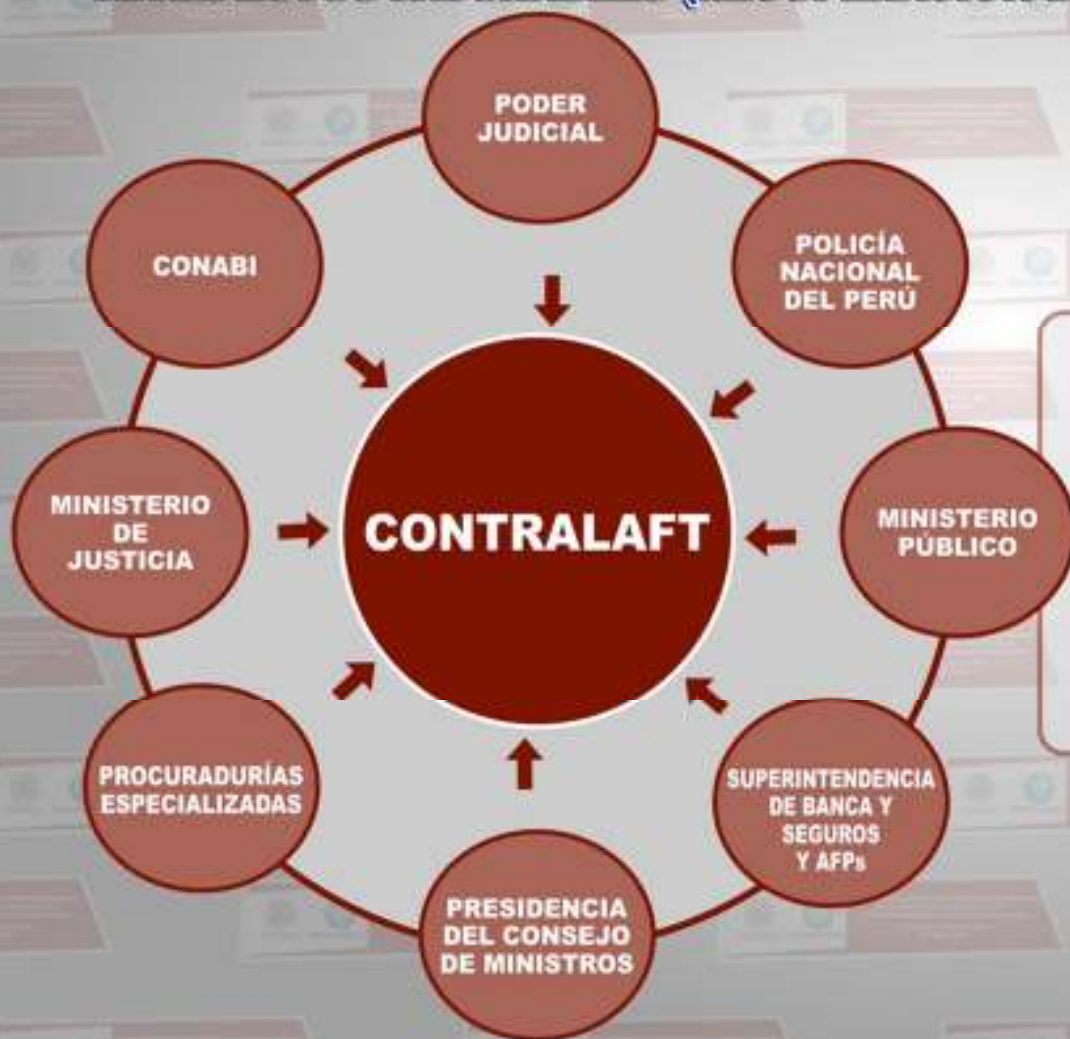 PODER
JUDICIAL
POLICÍA
NACIONAL
DEL PERÚ
MINISTERIO
PÚBLICO
SUPERINTENDENCIA
DE BANCA Y
SEGUROS
Y AFPs
PRESIDENCIA
DEL CONSEJO
DE MINISTROS
PROCURADURÍAS
ESPECIALIZADAS
MINISTERIO
DE
JUSTICIA
CONABI
CONTRALAFT